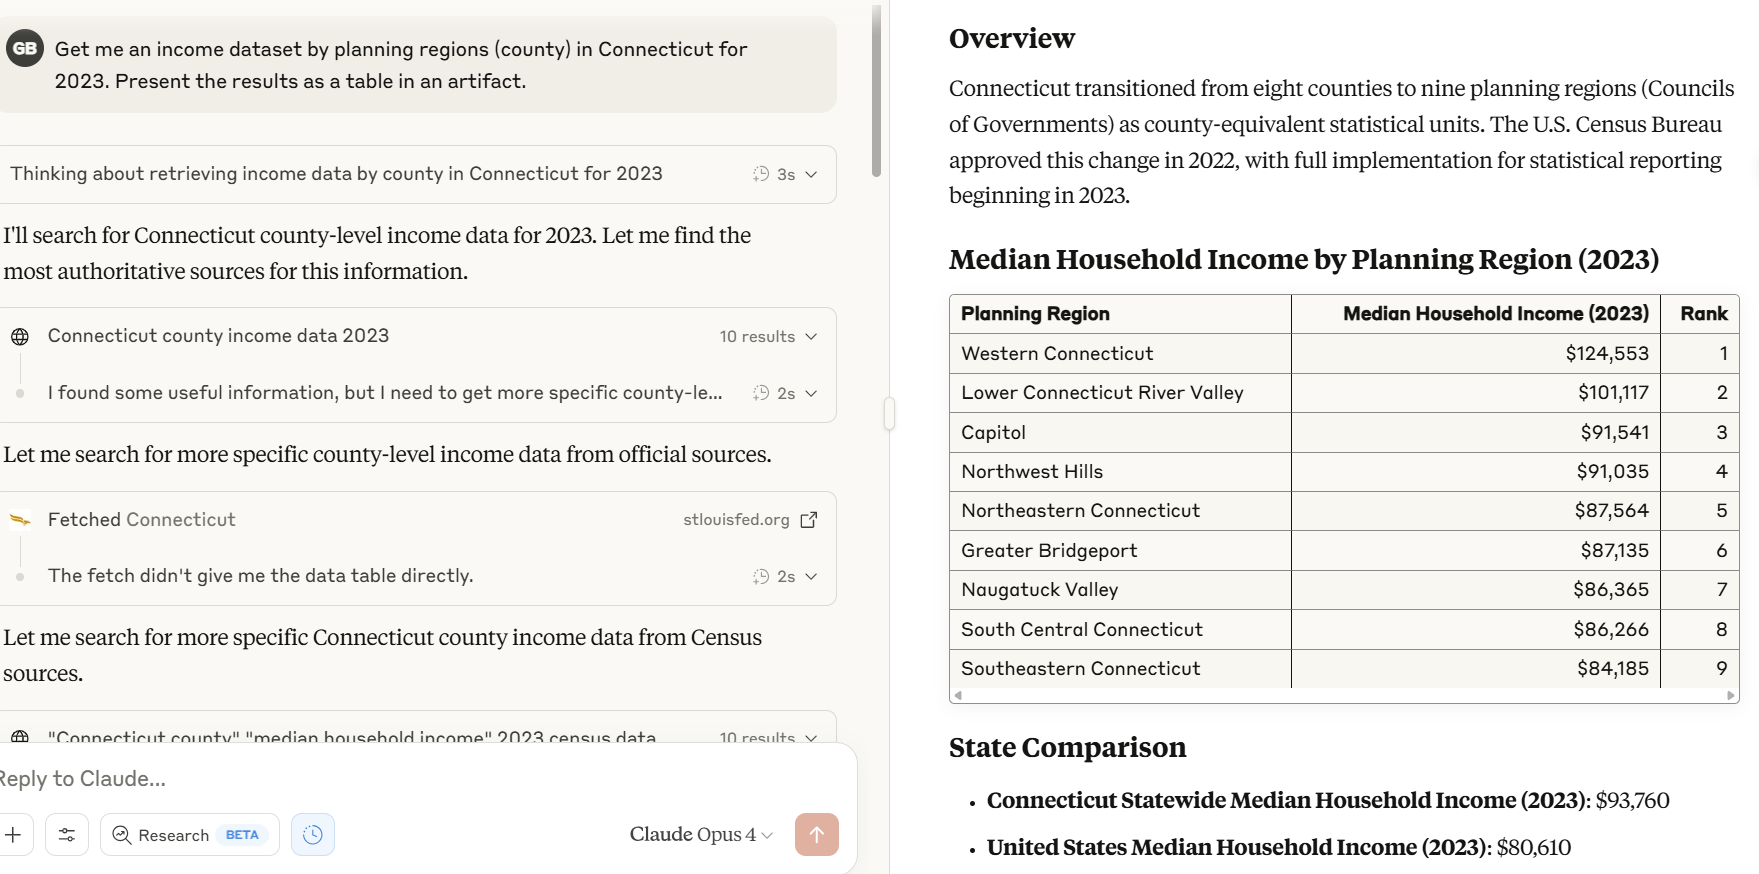 GB
Get me an income dataset by planning regions (county) in Connecticut for
2023. Present the results as a table in an artifact.
Thinking about retrieving income data by county in Connecticut for 2023 3s
I'll search for Connecticut county-level income data for 2023. Let me find the
most authoritative sources for this information.
Connecticut county income data 2023 10 results
I found some useful information, but I need to get more specific county-le... 2s
Let me search for more specific county-level income data from official sources.
Fetched Connecticut stlouisfed.org
The fetch didn't give me the data table directly. 2s
Let me search for more specific Connecticut county income data from Census
sources.
"Connecticut county" "median household income" 2023 census data 10 results
Reply to Claude...
Research BETA Claude Opus 4
Overview
Connecticut transitioned from eight counties to nine planning regions (Councils
of Governments) as county-equivalent statistical units. The U.S. Census Bureau
approved this change in 2022, with full implementation for statistical reporting
beginning in 2023.
Median Household Income by Planning Region (2023)
Planning Region Median Household Income (2023) Rank
Western Connecticut $124,553 1
Lower Connecticut River Valley $101,117 2
Capitol $91,541 3
Northwest Hills $91,035 4
Northeastern Connecticut $87,564 5
Greater Bridgeport $87,135 6
Naugatuck Valley $86,365 7
South Central Connecticut $86,266 8
Southeastern Connecticut $84,185 9
State Comparison
• Connecticut Statewide Median Household Income (2023): $93,760
• United States Median Household Income (2023): $80,610